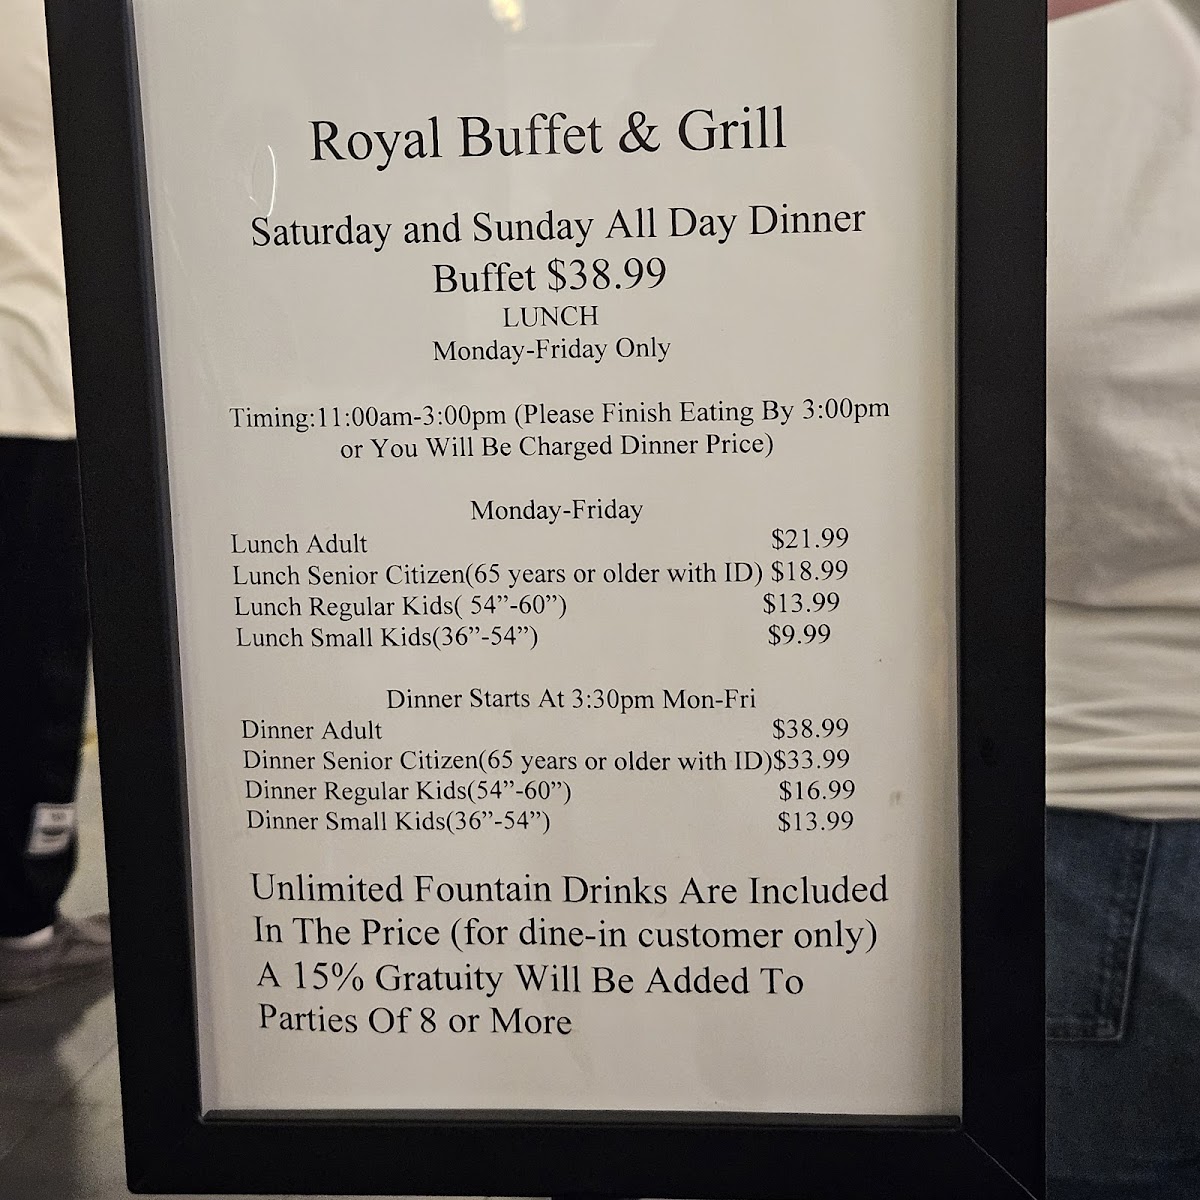 Royal Buffet & Grill
Saturday and Sunday All Day Dinner
Buffet $38.99
LUNCH
Monday-Friday Only
Timing:11:00am-3:00pm (Please Finish Eating By 3:00pm
or You Will Be Charged Dinner Price)
Monday-Friday
Lunch Adult $21.99
Lunch Senior Citizen(65 years or older with ID) $18.99
Lunch Regular Kids( 54”-60”) $13.99
Lunch Small Kids(36”-54”) $9.99
Dinner Starts At 3:30pm Mon-Fri
Dinner Adult $38.99
Dinner Senior Citizen(65 years or older with ID)$33.99
Dinner Regular Kids(54”-60”) $16.99
Dinner Small Kids(36”-54”) $13.99
Unlimited Fountain Drinks Are Included
In The Price (for dine-in customer only)
A 15% Gratuity Will Be Added To
Parties Of 8 or More